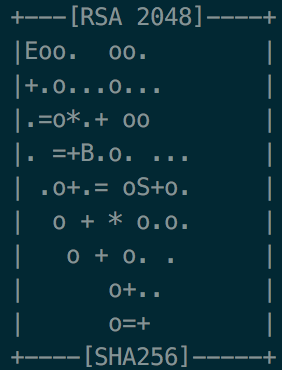 +---[RSA 2048]----+
|Eoo.  oo.        |
|+.o...o...       |
|.=o*.+ oo        |
|. =+B.o. ...     |
| .o+.= oS+o.     |
|  o + * o.o.     |
|   o + o. .      |
|      o+..       |
|      o=+        |
+----[SHA256]-----+